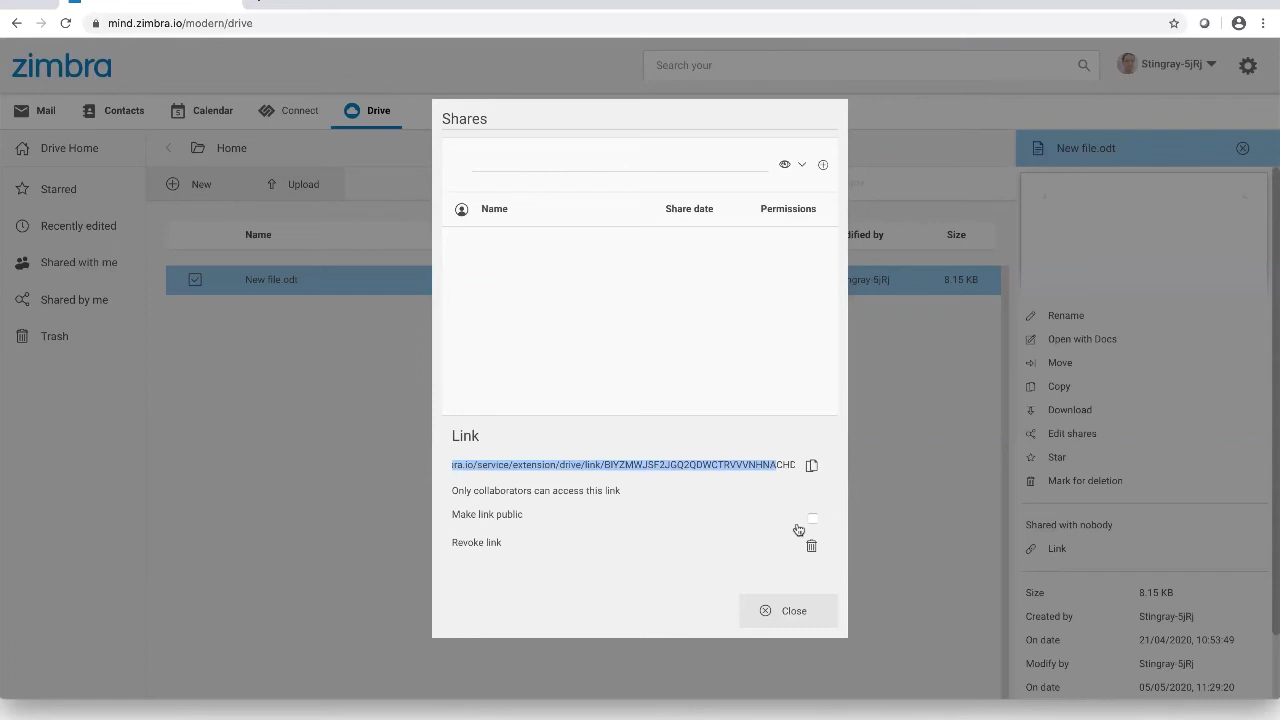 mind.zimbra.io/modern/drive
zimbra
Search your
Stingray-5jRj
Mail
Contacts
5
Calendar
Connect
Drive
Drive Home
Starred
Recently edited
Shared with me
Shared by me
Trash
Home
New
Upload
Name
New file.odt
Shares
Name
Share date
Permissions
Link
ra.io/service/extension/drive/link/BIYZMWJSF2JGQ2QDWCTRVVVNHNACHD
Only collaborators can access this link
Make link public
Revoke link
Close
dified by
Size
ngray-5jRj
8.15 KB
New file.odt
Rename
Open with Docs
Move
Copy
Download
Edit shares
Star
Mark for deletion
Shared with nobody
Link
Size 8.15 KB
Created by Stingray-5jRj
On date 21/04/2020, 10:53:49
Modify by Stingray-5jRj
On date 05/05/2020, 11:29:20